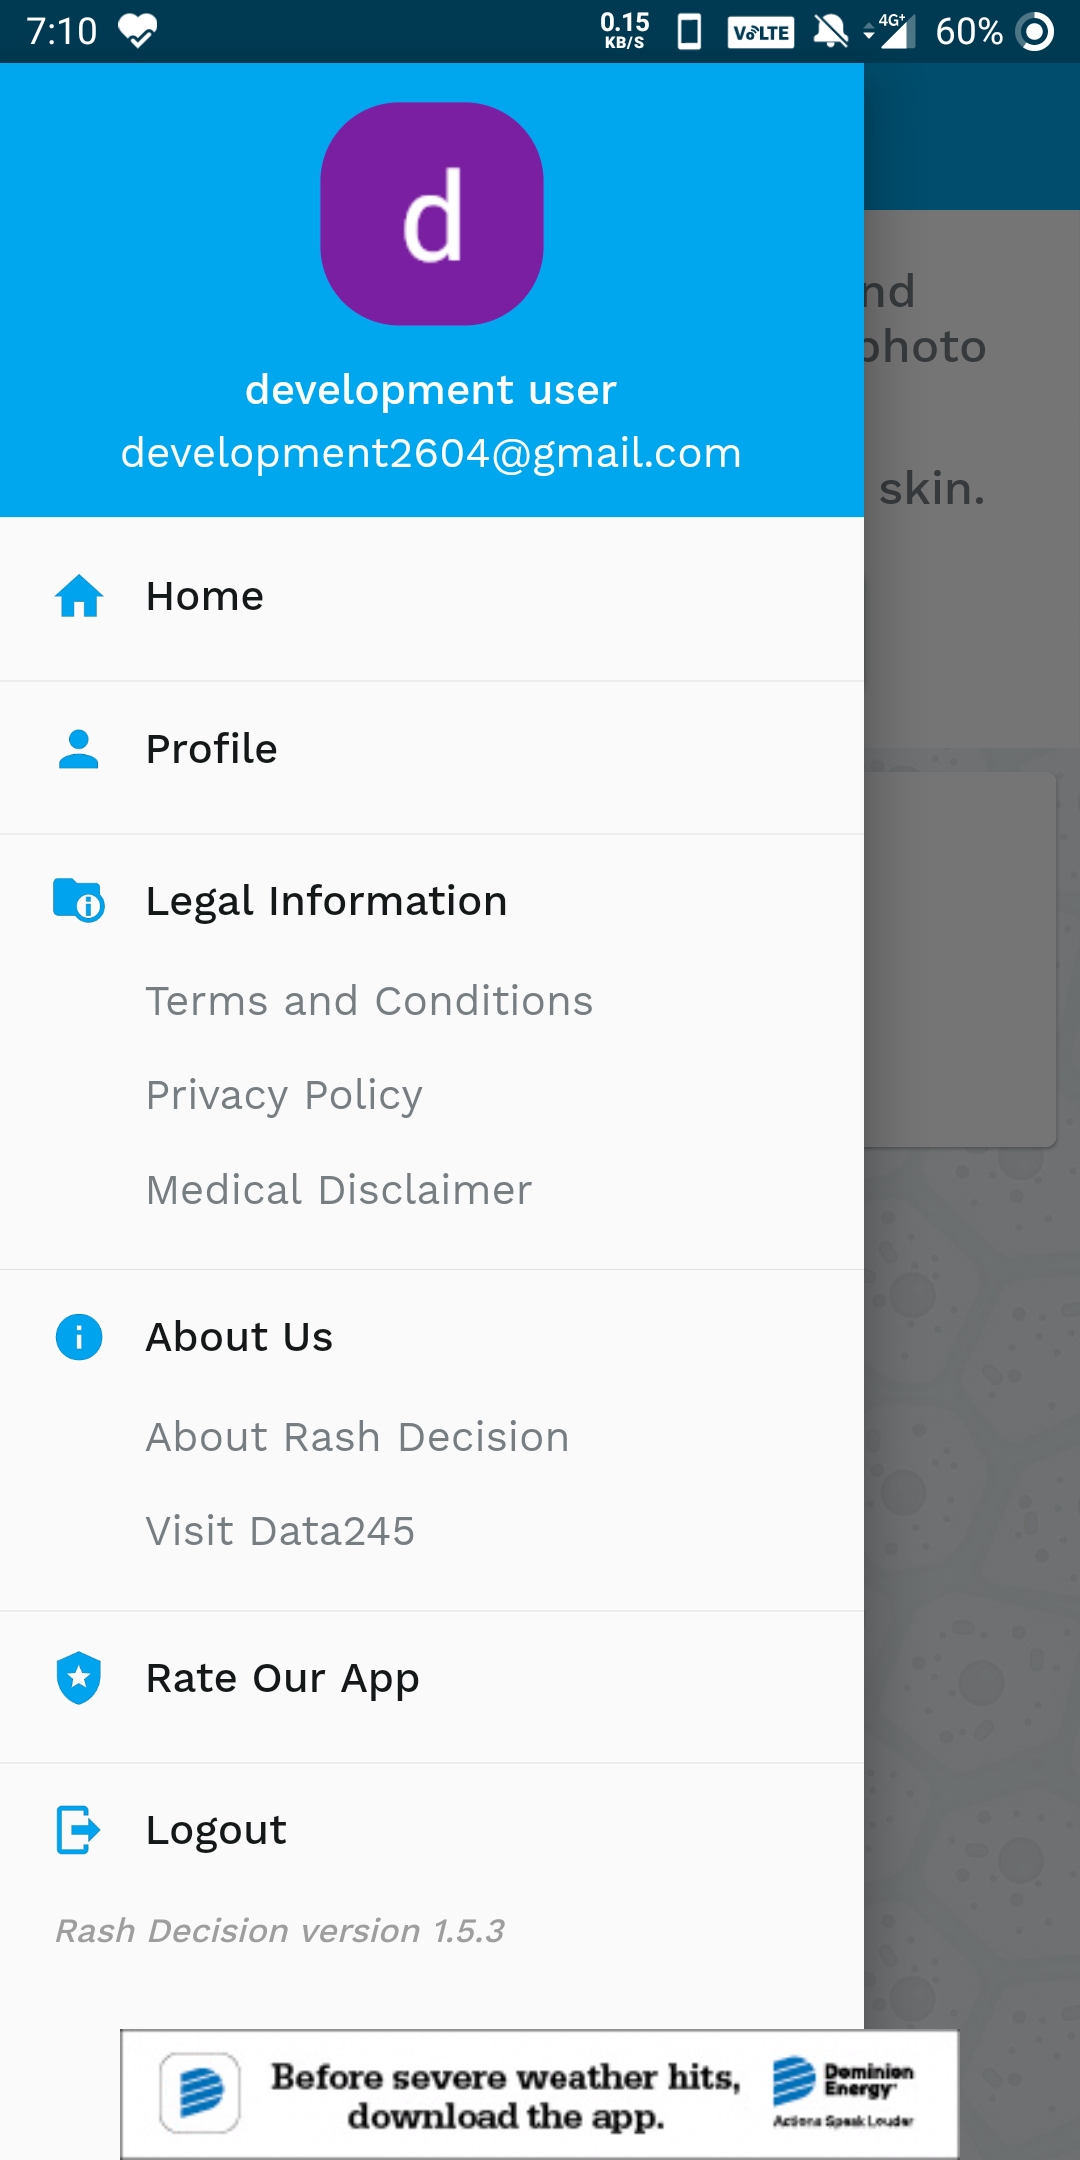 7:10
0.15
KB/S
VoLTE
4G+
60%
d
development user
development2604@gmail.com
nd
photo
skin.
Home
Profile
Legal Information
Terms and Conditions
Privacy Policy
Medical Disclaimer
About Us
About Rash Decision
Visit Data245
Rate Our App
Logout
Rash Decision version 1.5.3
Before severe weather hits,
download the app.
Dominion
Energy
Actions Speak Louder